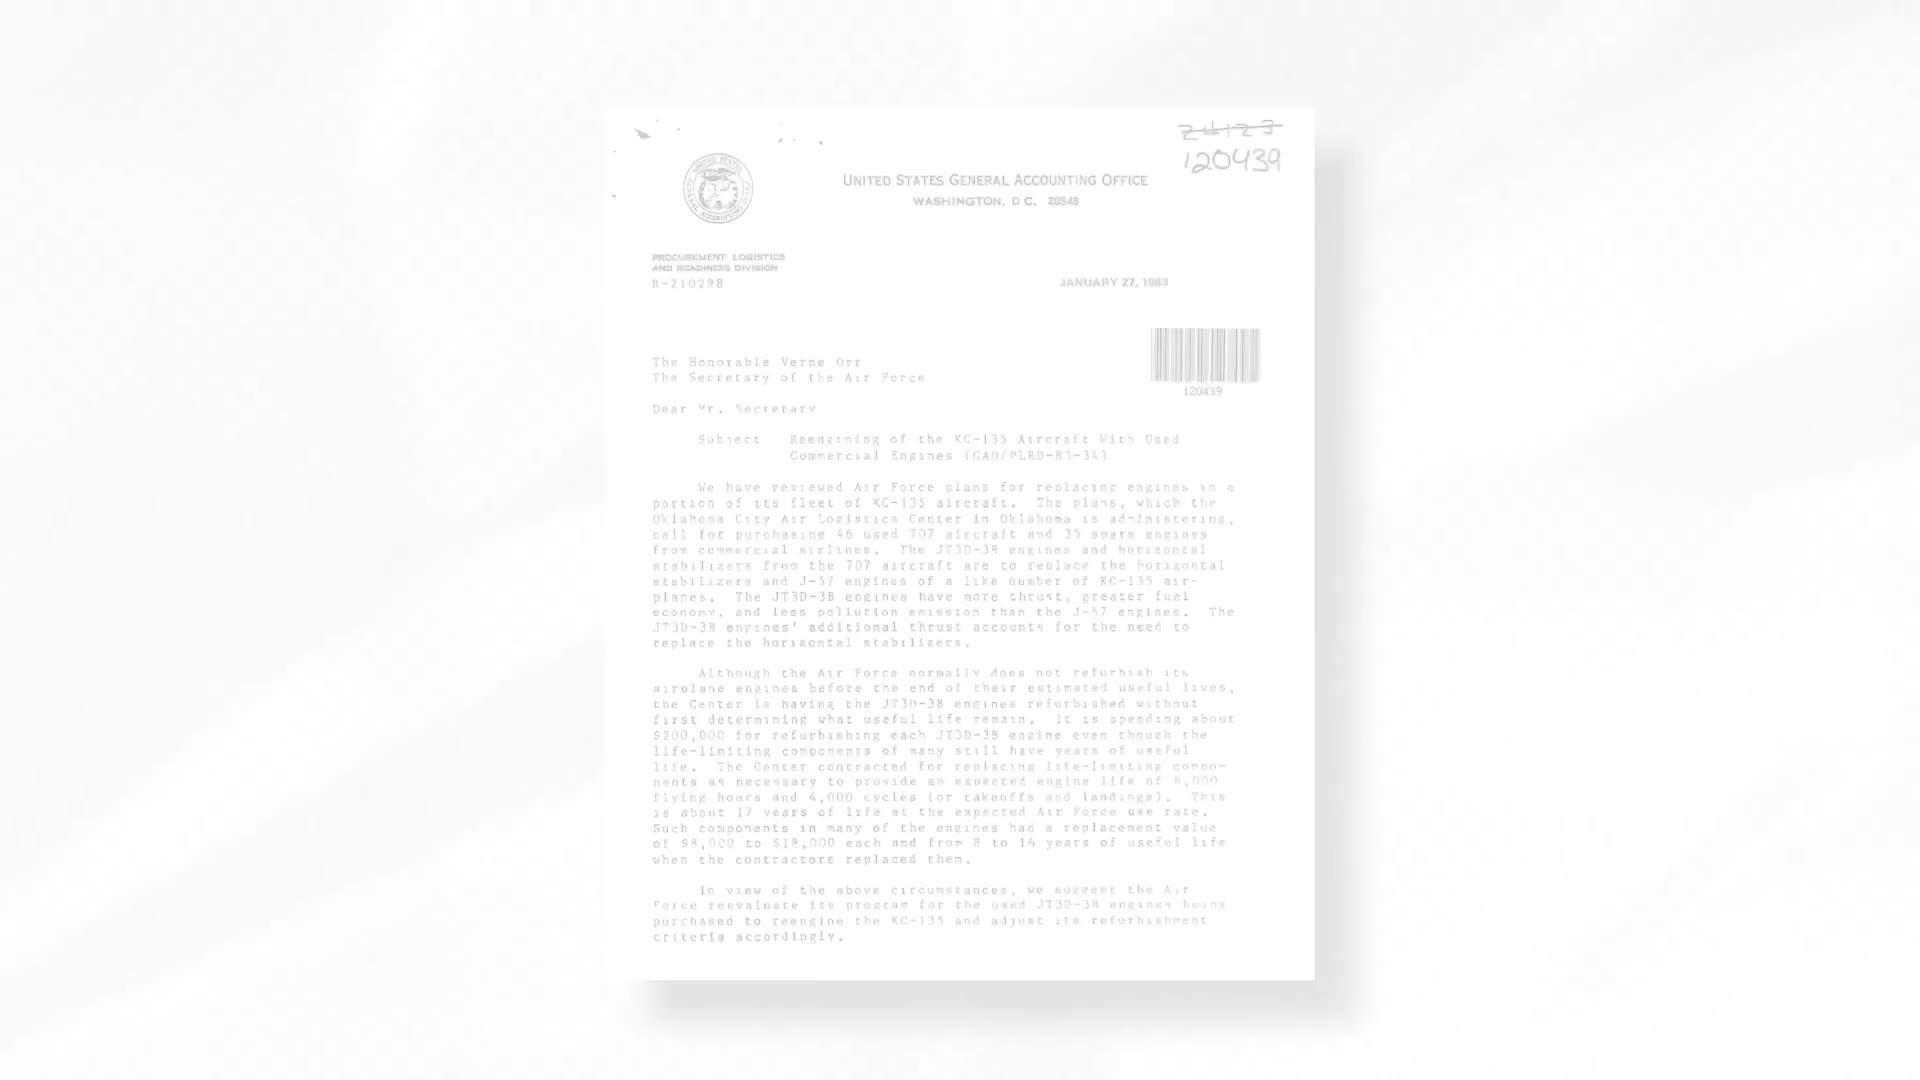 24123
120439
UNITED STATES GENERAL ACCOUNTING OFFICE
WASHINGTON, D C. 20548
PROCUREMENT LOGISTICS
AND READINESS DIVISION
B-210298
JANUARY 27, 1983
120439
The Honorable Verne Orr
The Secretary of the Air Force
Dear Mr. Secretary
Subject Reengining of the KC-135 Aircraft With Used
Commercial Engines (GAO/PLRD-83-34)
We have reviewed Air Force plans for replacing engines in a
portion of its fleet of KC-135 aircraft. The plans, which the
Oklahoma City Air Logistics Center in Oklahoma is administering,
call for purchasing 46 used 707 aircraft and 35 spare engines
from commercial airlines. The JT3D-3B engines and horizontal
stabilizers from the 707 aircraft are to replace the horizontal
stabilizers and J-57 engines of a like number of KC-135 air-
planes. The JT3D-3B engines have more thrust, greater fuel
economy, and less pollution emission than the J-57 engines. The
JT3D-3B engines' additional thrust accounts for the need to
replace the horizontal stabilizers.
Although the Air Force normally does not refurbish its
airplane engines before the end of their estimated useful lives,
the Center is having the JT3D-3B engines refurbished without
first determining what useful life remain. It is spending about
$200,000 for refurbishing each JT3D-3B engine even though the
life-limiting components of many still have years of useful
life. The Center contracted for replacing life-limiting compo-
nents as necessary to provide an expected engine life of 6,000
flying hours and 4,000 cycles (or takeoffs and landings). This
is about 17 years of life at the expected Air Force use rate.
Such components in many of the engines had a replacement value
of $8,000 to $18,000 each and from 8 to 16 years of useful life
when the contractors replaced them.
In view of the above circumstances, we suggest the Air
Force reevaluate its program for the used JT3D-3B engines being
purchased to reengine the KC-135 and adjust its refurbishment
criteria accordingly.